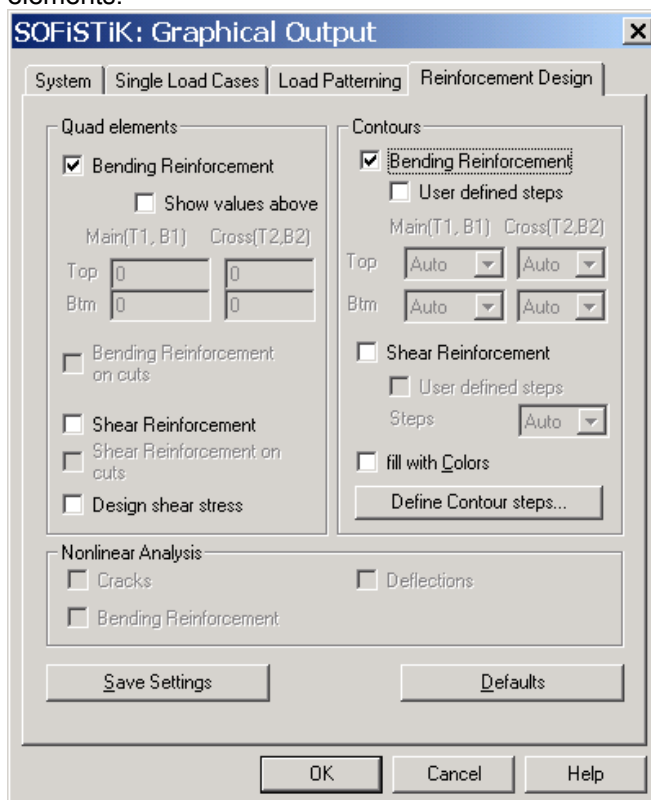 elements.
SOFiSTiK: Graphical Output
System Single Load Cases Load Patterning Reinforcement Design
Quad elements
Bending Reinforcement
Show values above
Main(T1, B1) Cross(T2,B2)
Top 0 0
Btm 0 0
Bending Reinforcement
on cuts
Shear Reinforcement
Shear Reinforcement on
cuts
Design shear stress
Contours
Bending Reinforcement
User defined steps
Main(T1, B1) Cross(T2,B2)
Top Auto Auto
Btm Auto Auto
Shear Reinforcement
User defined steps
Steps Auto
fill with Colors
Define Contour steps...
Nonlinear Analysis
Cracks Deflections
Bending Reinforcement
Save Settings Defaults
OK Cancel Help